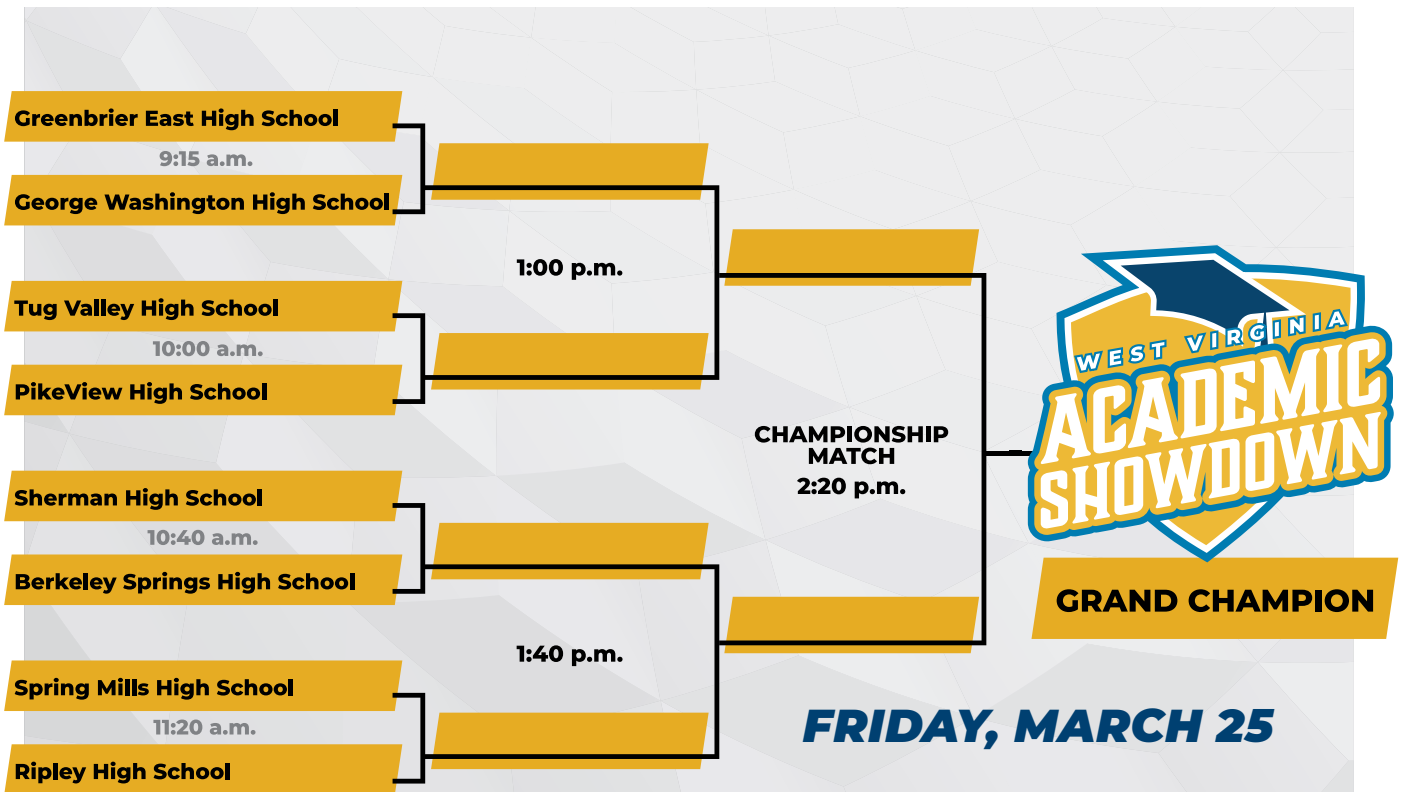 Greenbrier East High School
9:15 a.m.
George Washington High School
1:00 p.m.
Tug Valley High School
10:00 a.m.
PikeView High School
Sherman High School
10:40 a.m.
Berkeley Springs High School
1:40 p.m.
Spring Mills High School
11:20 a.m.
Ripley High School
CHAMPIONSHIP
MATCH
2:20 p.m.
WEST VIRGINIA
ACADEMIC
SHOWDOWN
GRAND CHAMPION
FRIDAY, MARCH 25